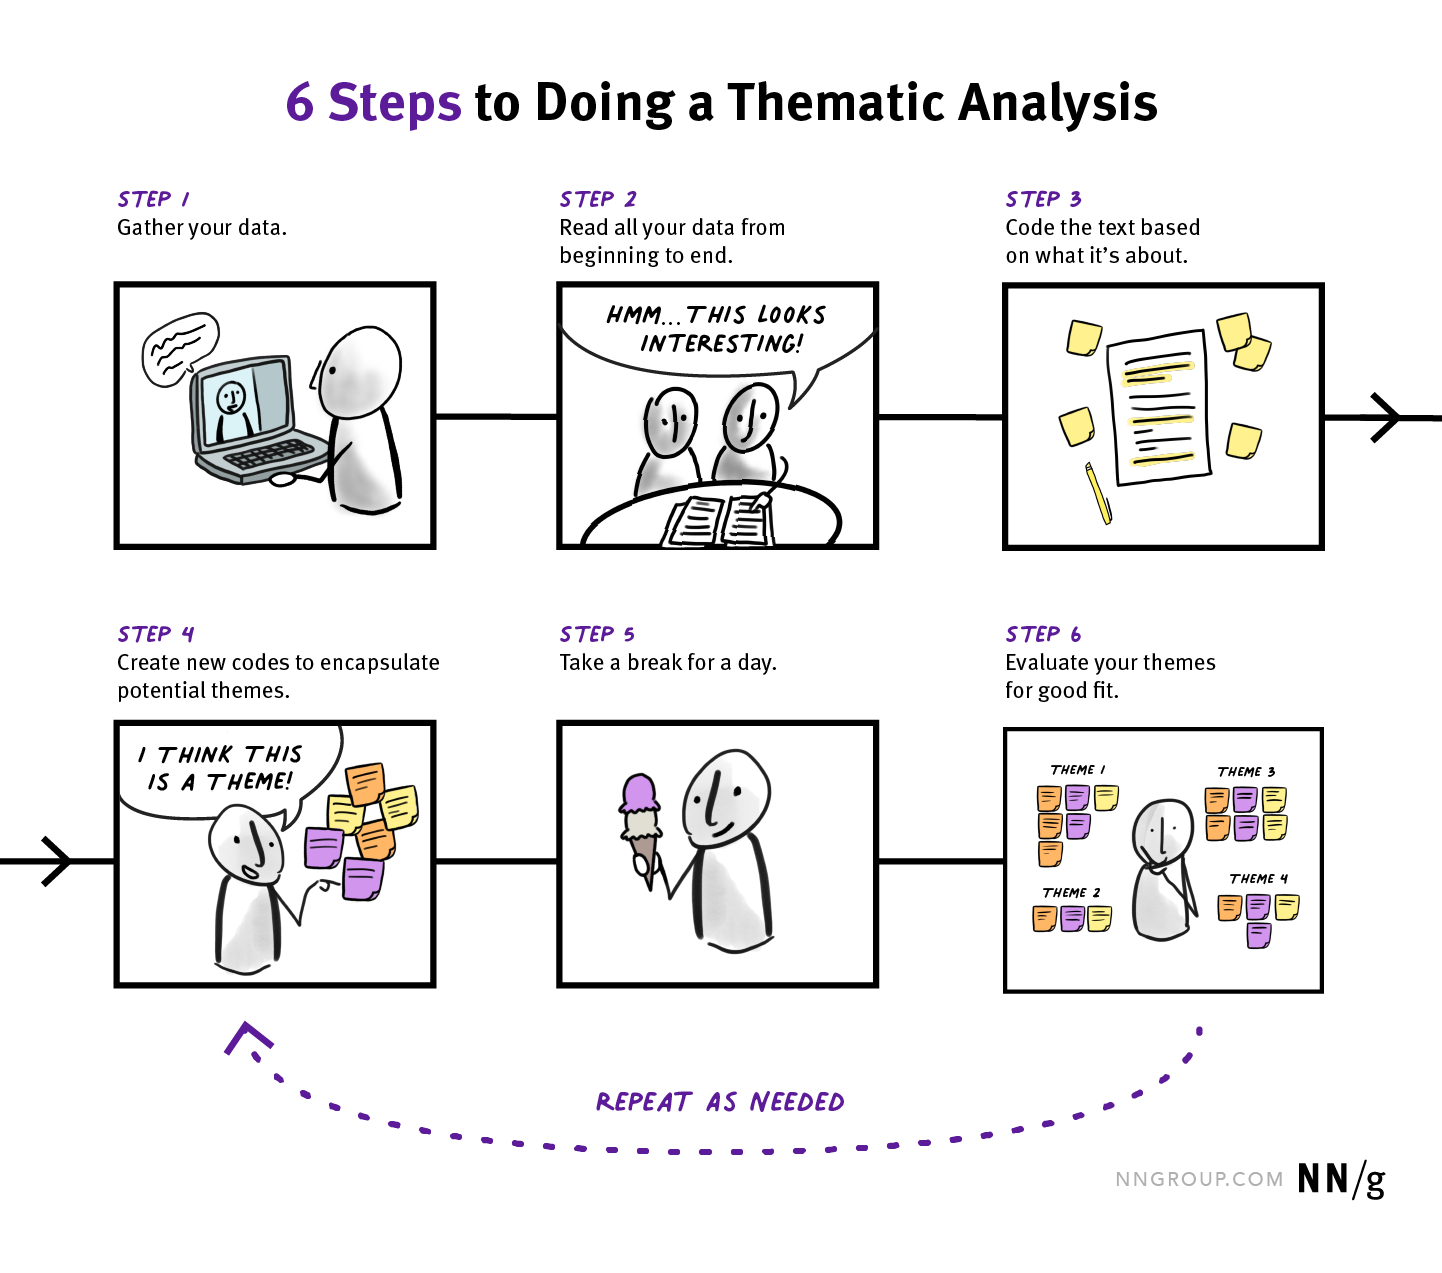 6 Steps to Doing a Thematic Analysis
STEP 1
Gather your data.
STEP 2
Read all your data from
beginning to end.
HMM...THIS LOOKS
INTERESTING!
STEP 3
Code the text based
on what it's about.
STEP 4
Create new codes to encapsulate
potential themes.
I THINK THIS
IS A THEME!
STEP 5
Take a break for a day.
STEP 6
Evaluate your themes
for good fit.
THEME 1
THEME 3
THEME 2
THEME 4
REPEAT AS NEEDED
NNGROUP.COM NN/g